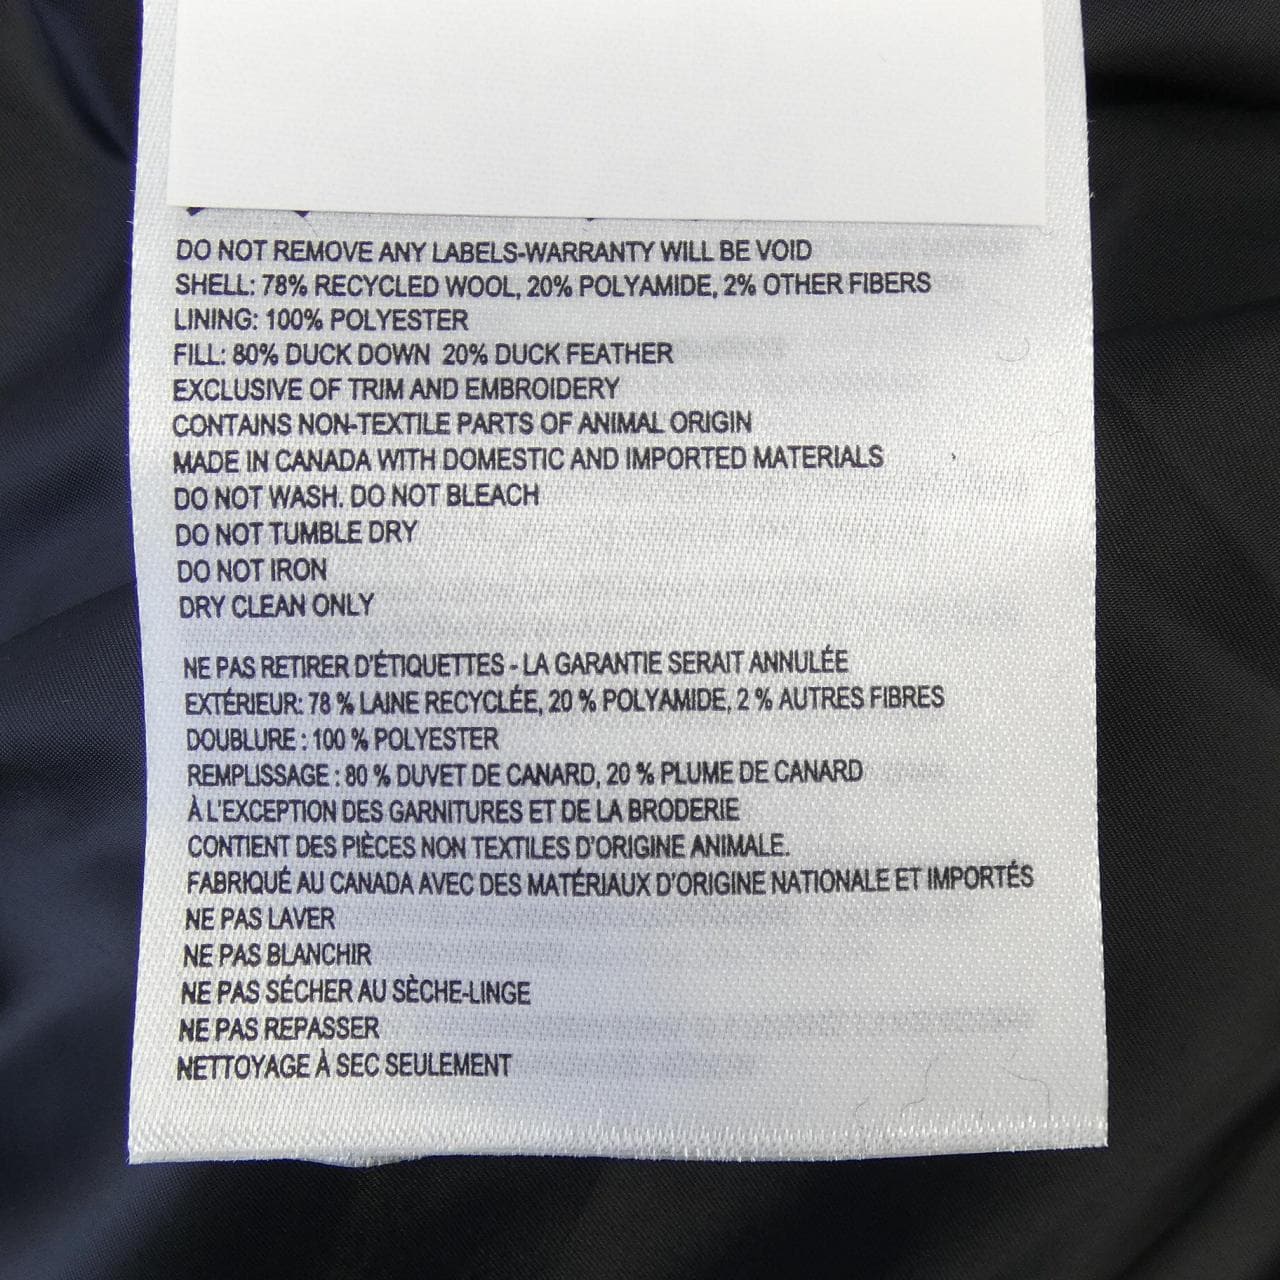 DO NOT REMOVE ANY LABELS-WARRANTY WILL BE VOID
SHELL: 78% RECYCLED WOOL, 20% POLYAMIDE, 2% OTHER FIBERS
LINING: 100% POLYESTER
FILL: 80% DUCK DOWN 20% DUCK FEATHER
EXCLUSIVE OF TRIM AND EMBROIDERY
CONTAINS NON-TEXTILE PARTS OF ANIMAL ORIGIN
MADE IN CANADA WITH DOMESTIC AND IMPORTED MATERIALS
DO NOT WASH. DO NOT BLEACH
DO NOT TUMBLE DRY
DO NOT IRON
DRY CLEAN ONLY
NE PAS RETIRER D'ÉTIQUETTES - LA GARANTIE SERAIT ANNULÉE
EXTÉRIEUR: 78 % LAINE RECYCLÉE, 20 % POLYAMIDE, 2 % AUTRES FIBRES
DOUBLURE : 100 % POLYESTER
REMPLISSAGE : 80 % DUVET DE CANARD, 20 % PLUME DE CANARD
À L'EXCEPTION DES GARNITURES ET DE LA BRODERIE
CONTIENT DES PIÈCES NON TEXTILES D'ORIGINE ANIMALE.
FABRIQUÉ AU CANADA AVEC DES MATÉRIAUX D'ORIGINE NATIONALE ET IMPORTÉS
NE PAS LAVER
NE PAS BLANCHIR
NE PAS SÉCHER AU SÈCHE-LINGE
NE PAS REPASSER
NETTOYAGE À SEC SEULEMENT